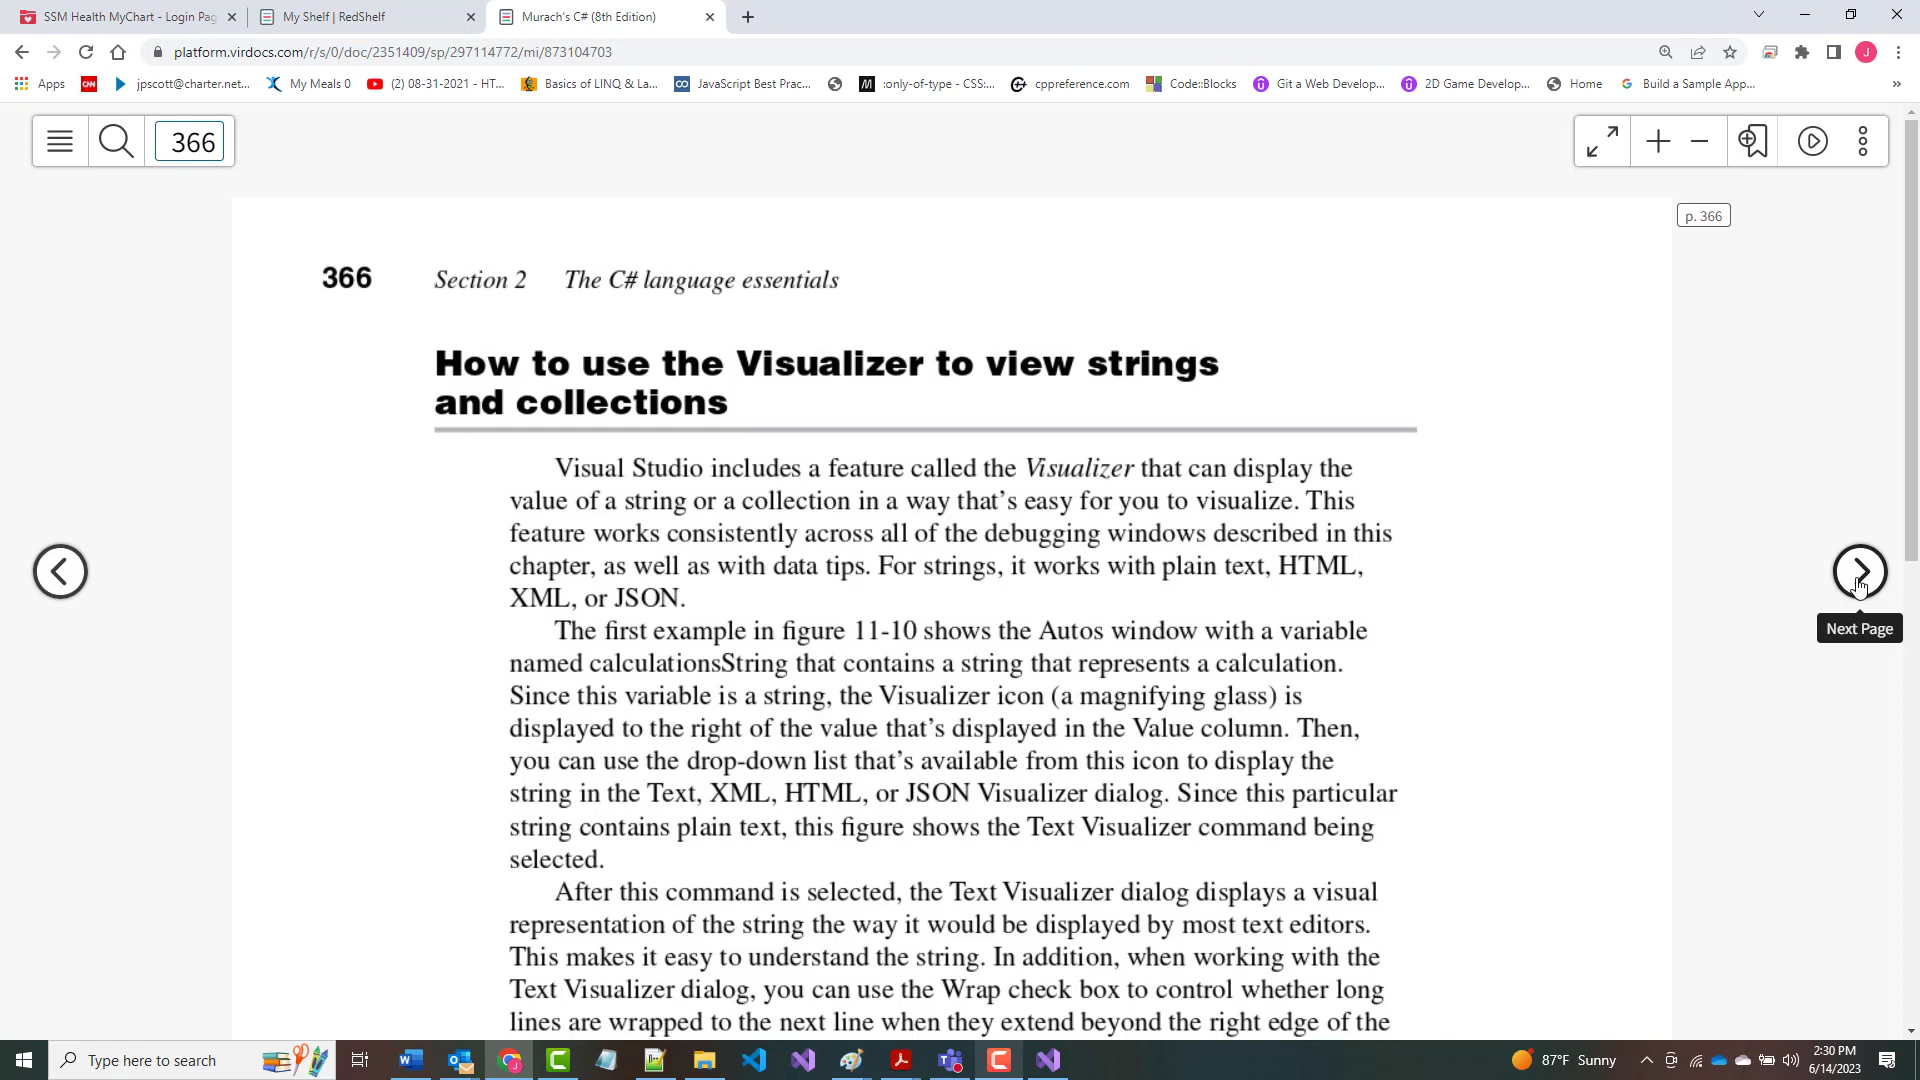 SSM Health MyChart - Login Pag
My Shelf | RedShelf
Murach's C# (8th Edition)
platform.virdocs.com/r/s/0/doc/2351409/sp/297114772/mi/873104703
J
Apps
CNN
jpscott@charter.net...
My Meals 0
(2) 08-31-2021 - HT...
Basics of LINQ & La...
JavaScript Best Prac...
:only-of-type - CSS:...
cppreference.com
Code::Blocks
Git a Web Develop...
2D Game Develop...
Home
Build a Sample App...
»
366
p. 366
366 Section 2 The C# language essentials
How to use the Visualizer to view strings
and collections
Visual Studio includes a feature called the Visualizer that can display the
value of a string or a collection in a way that's easy for you to visualize. This
feature works consistently across all of the debugging windows described in this
chapter, as well as with data tips. For strings, it works with plain text, HTML,
XML, or JSON.
The first example in figure 11-10 shows the Autos window with a variable
named calculationsString that contains a string that represents a calculation.
Since this variable is a string, the Visualizer icon (a magnifying glass) is
displayed to the right of the value that's displayed in the Value column. Then,
you can use the drop-down list that's available from this icon to display the
string in the Text, XML, HTML, or JSON Visualizer dialog. Since this particular
string contains plain text, this figure shows the Text Visualizer command being
selected.
After this command is selected, the Text Visualizer dialog displays a visual
representation of the string the way it would be displayed by most text editors.
This makes it easy to understand the string. In addition, when working with the
Text Visualizer dialog, you can use the Wrap check box to control whether long
lines are wrapped to the next line when they extend beyond the right edge of the
Next Page
Type here to search
87°F Sunny
2:30 PM
6/14/2023